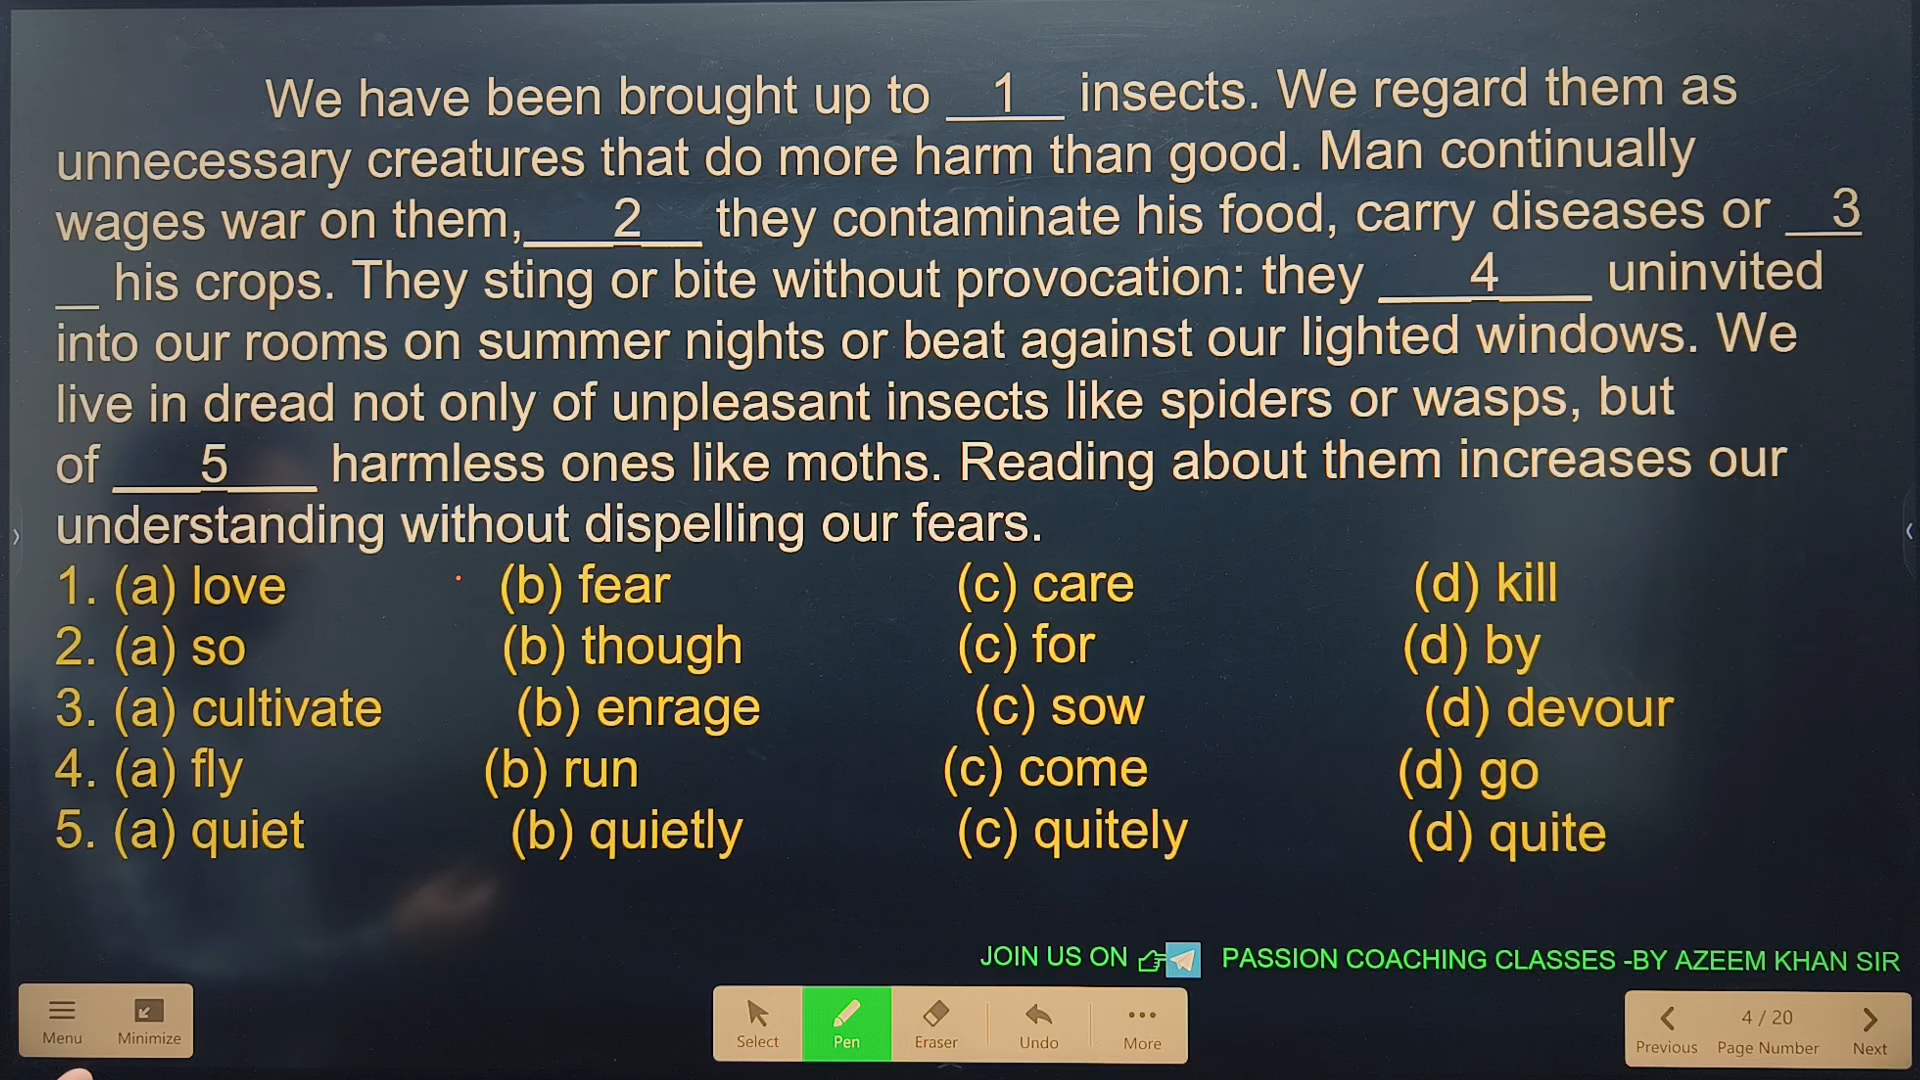 We have been brought up to __1__ insects. We regard them as
unnecessary creatures that do more harm than good. Man continually
wages war on them,___2__ they contaminate his food, carry diseases or __3
__ his crops. They sting or bite without provocation: they ___4___ uninvited
into our rooms on summer nights or beat against our lighted windows. We
live in dread not only of unpleasant insects like spiders or wasps, but
of ___5___ harmless ones like moths. Reading about them increases our
understanding without dispelling our fears.
1. (a) love (b) fear (c) care (d) kill
2. (a) so (b) though (c) for (d) by
3. (a) cultivate (b) enrage (c) sow (d) devour
4. (a) fly (b) run (c) come (d) go
5. (a) quiet (b) quietly (c) quitely (d) quite
JOIN US ON PASSION COACHING CLASSES -BY AZEEM KHAN SIR
Menu Minimize Select Pen Eraser Undo More 4 / 20
Previous Page Number Next